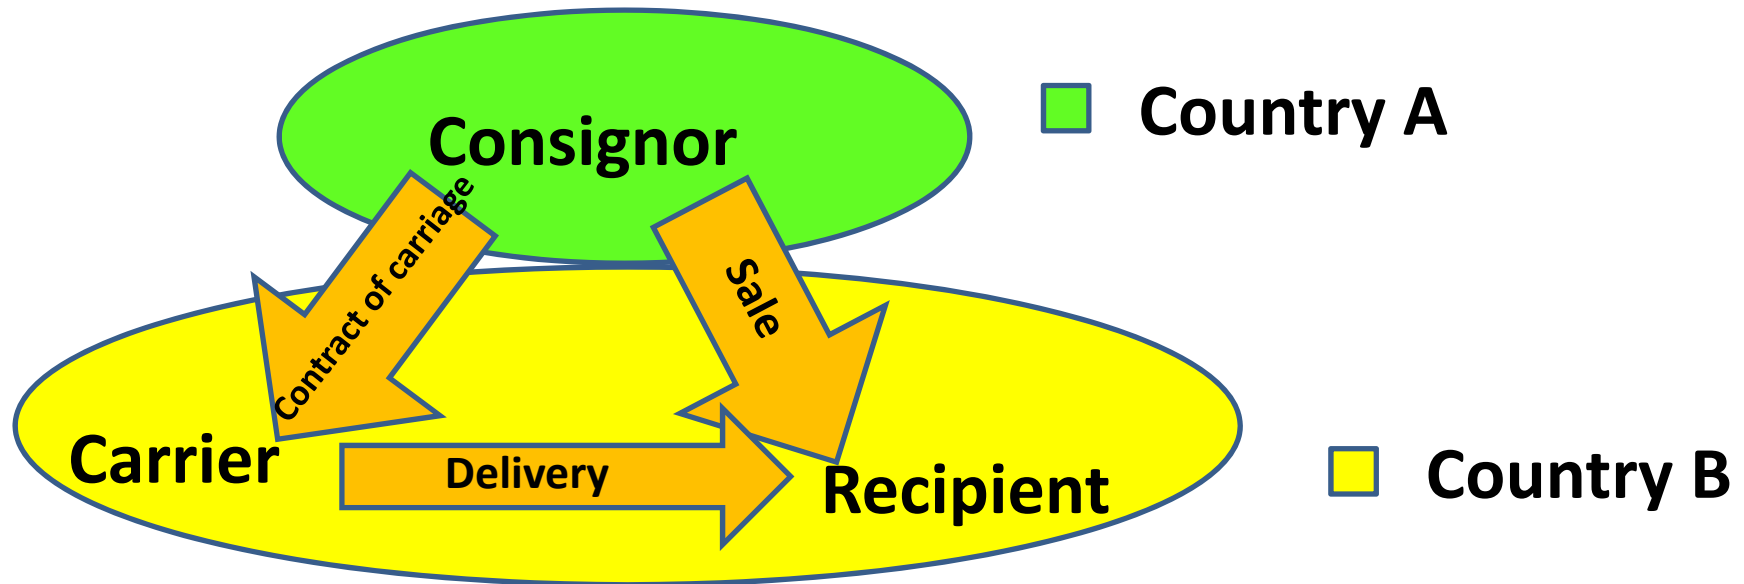 Consignor
Country A
Contract of carriage
Sale
Carrier
Delivery
Recipient
Country B